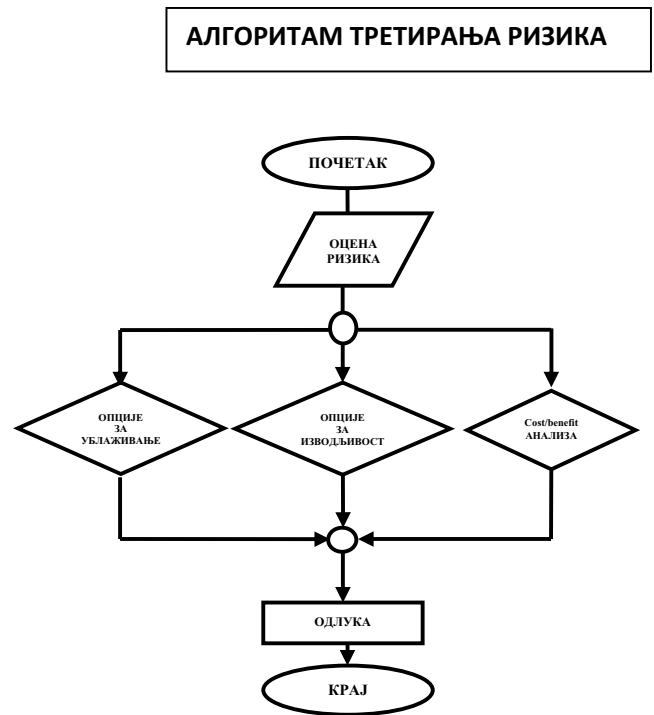 АЛГОРИТАМ ТРЕТИРАЊА РИЗИКА
ПОЧЕТАК
ОЦЕНА
РИЗИКА
ОПЦИЈЕ
ЗА
УБЛАЖИВАЊЕ
ОПЦИЈЕ
ЗА
ИЗВОДЉИВОСТ
Cost/benefit
АНАЛИЗА
ОДЛУКА
КРАЈ